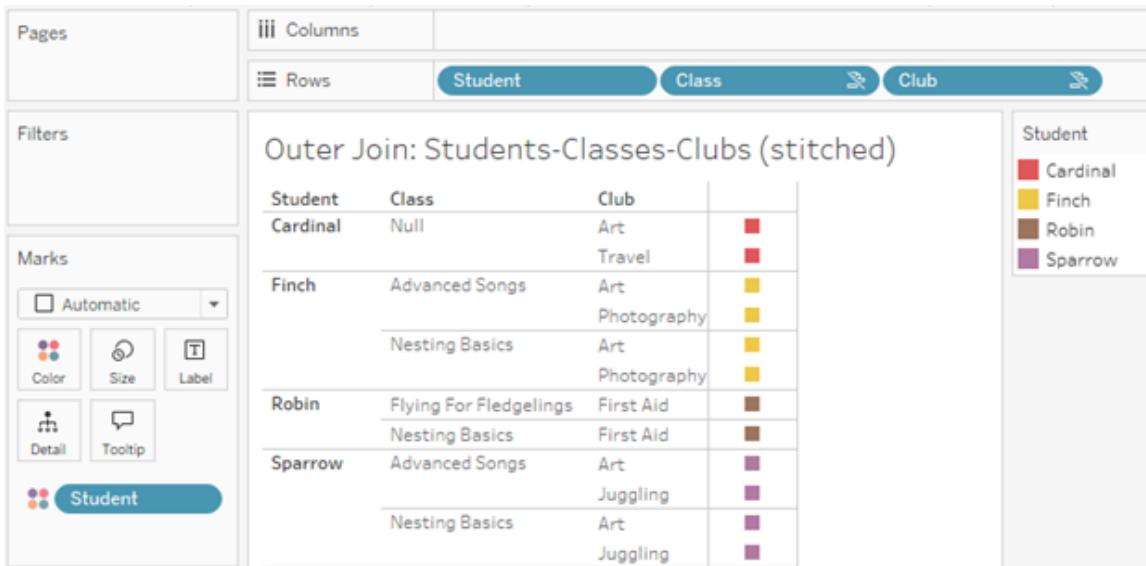 Pages
Columns
Rows
Student Class Club
Filters
Outer Join: Students-Classes-Clubs (stitched)
Student Class Club
Cardinal Null Art
Travel
Finch Advanced Songs Art
Photography
Nesting Basics Art
Photography
Robin Flying For Fledgelings First Aid
Nesting Basics First Aid
Sparrow Advanced Songs Art
Juggling
Nesting Basics Art
Juggling
Marks
Automatic
Color Size Label
Detail Tooltip
Student
Student
Cardinal
Finch
Robin
Sparrow